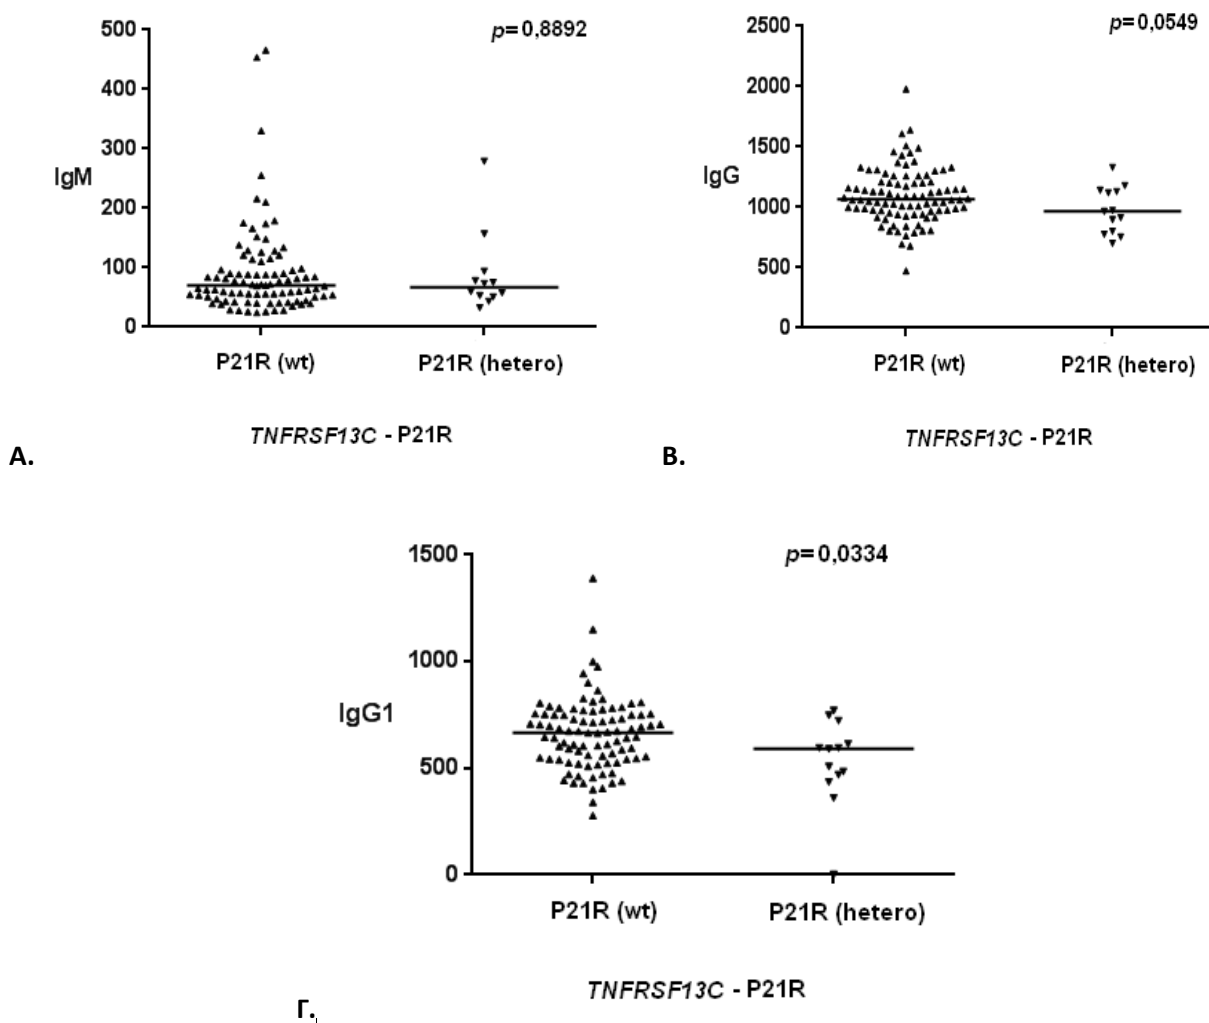 p=0,8892
500
400
300
200
100
0
IgM
P21R (wt) P21R (hetero)
TNFRSF13C - P21R
Α.
p=0,0549
2500
2000
1500
1000
500
0
IgG
P21R (wt) P21R (hetero)
TNFRSF13C - P21R
Β.
p=0,0334
1500
1000
500
0
IgG1
P21R (wt) P21R (hetero)
TNFRSF13C - P21R
Γ.